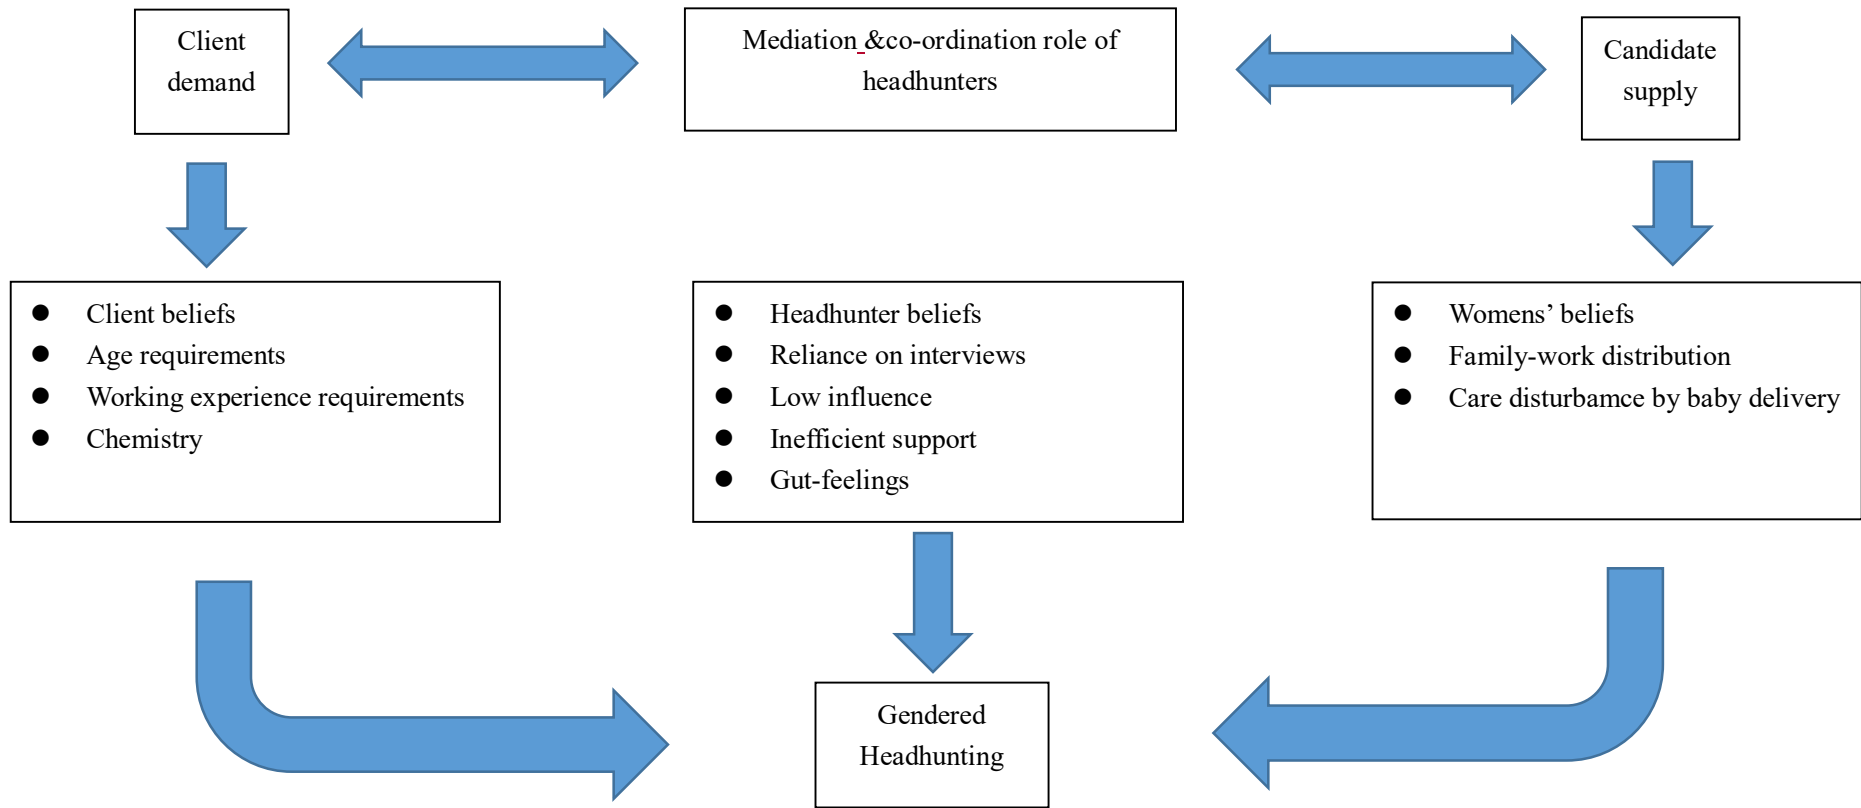 Client
demand
Mediation &co-ordination role of
headhunters
Candidate
supply
● Client beliefs
● Age requirements
● Working experience requirements
● Chemistry
● Headhunter beliefs
● Reliance on interviews
● Low influence
● Inefficient support
● Gut-feelings
● Womens’ beliefs
● Family-work distribution
● Care disturbamce by baby delivery
Gendered
Headhunting